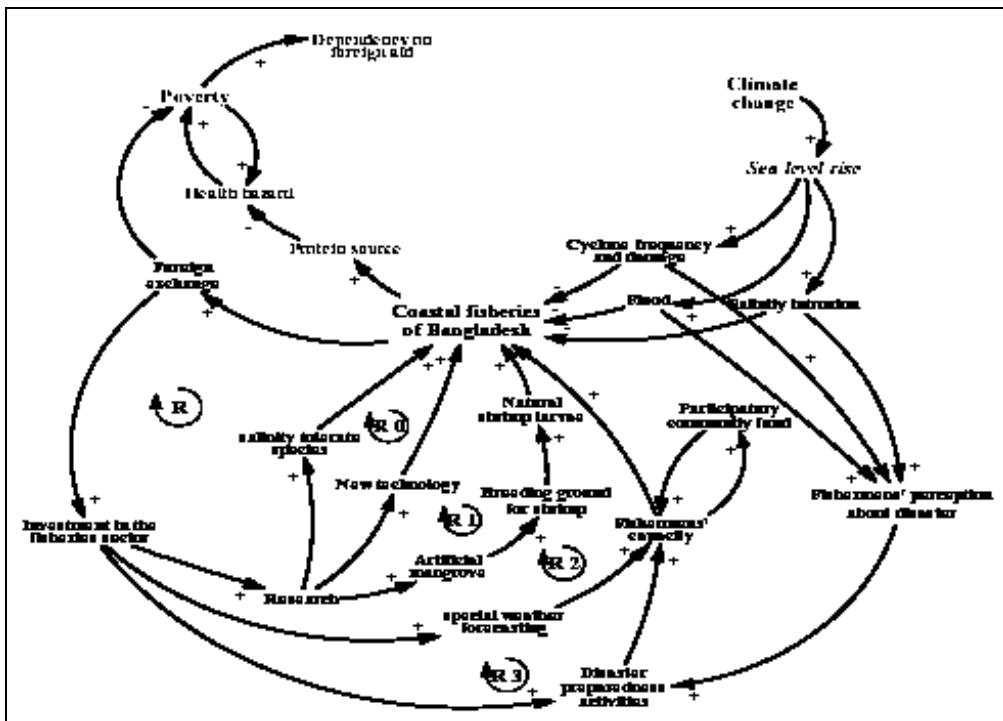 Dependency on
foreign aid
Poverty
Climate
change
Sea level rise
Health hazard
Protein source
Cyclone frequency
and damage
Foreign
exchange
Flood
Salinity intrusion
Coastal fisheries
of Bangladesh
R
R 0
Natural
shrimp larvae
Participatory
community fund
salinity tolerate
species
New technology
Breeding ground
for shrimp
Fishermens' perception
about disaster
R 1
Investment in the
fisheries sector
Fishermens'
capacity
R 2
Artificial
mangrove
Research
special weather
forecasting
R 3
Disaster
preparedness
activities